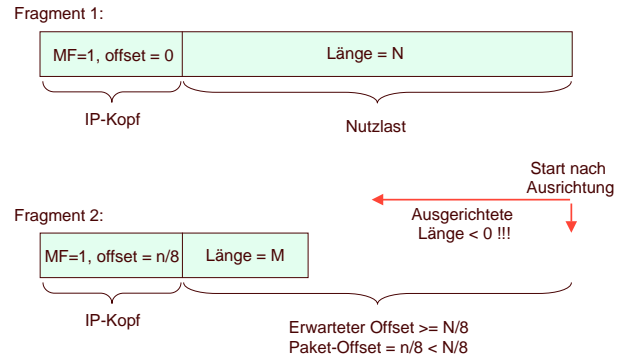 Fragment 1:
MF=1, offset = 0
Länge = N
IP-Kopf
Nutzlast
Start nach
Ausrichtung
Ausgerichtete
Länge < 0 !!!
Fragment 2:
MF=1, offset = n/8
Länge = M
IP-Kopf
Erwarteter Offset >= N/8
Paket-Offset = n/8 < N/8